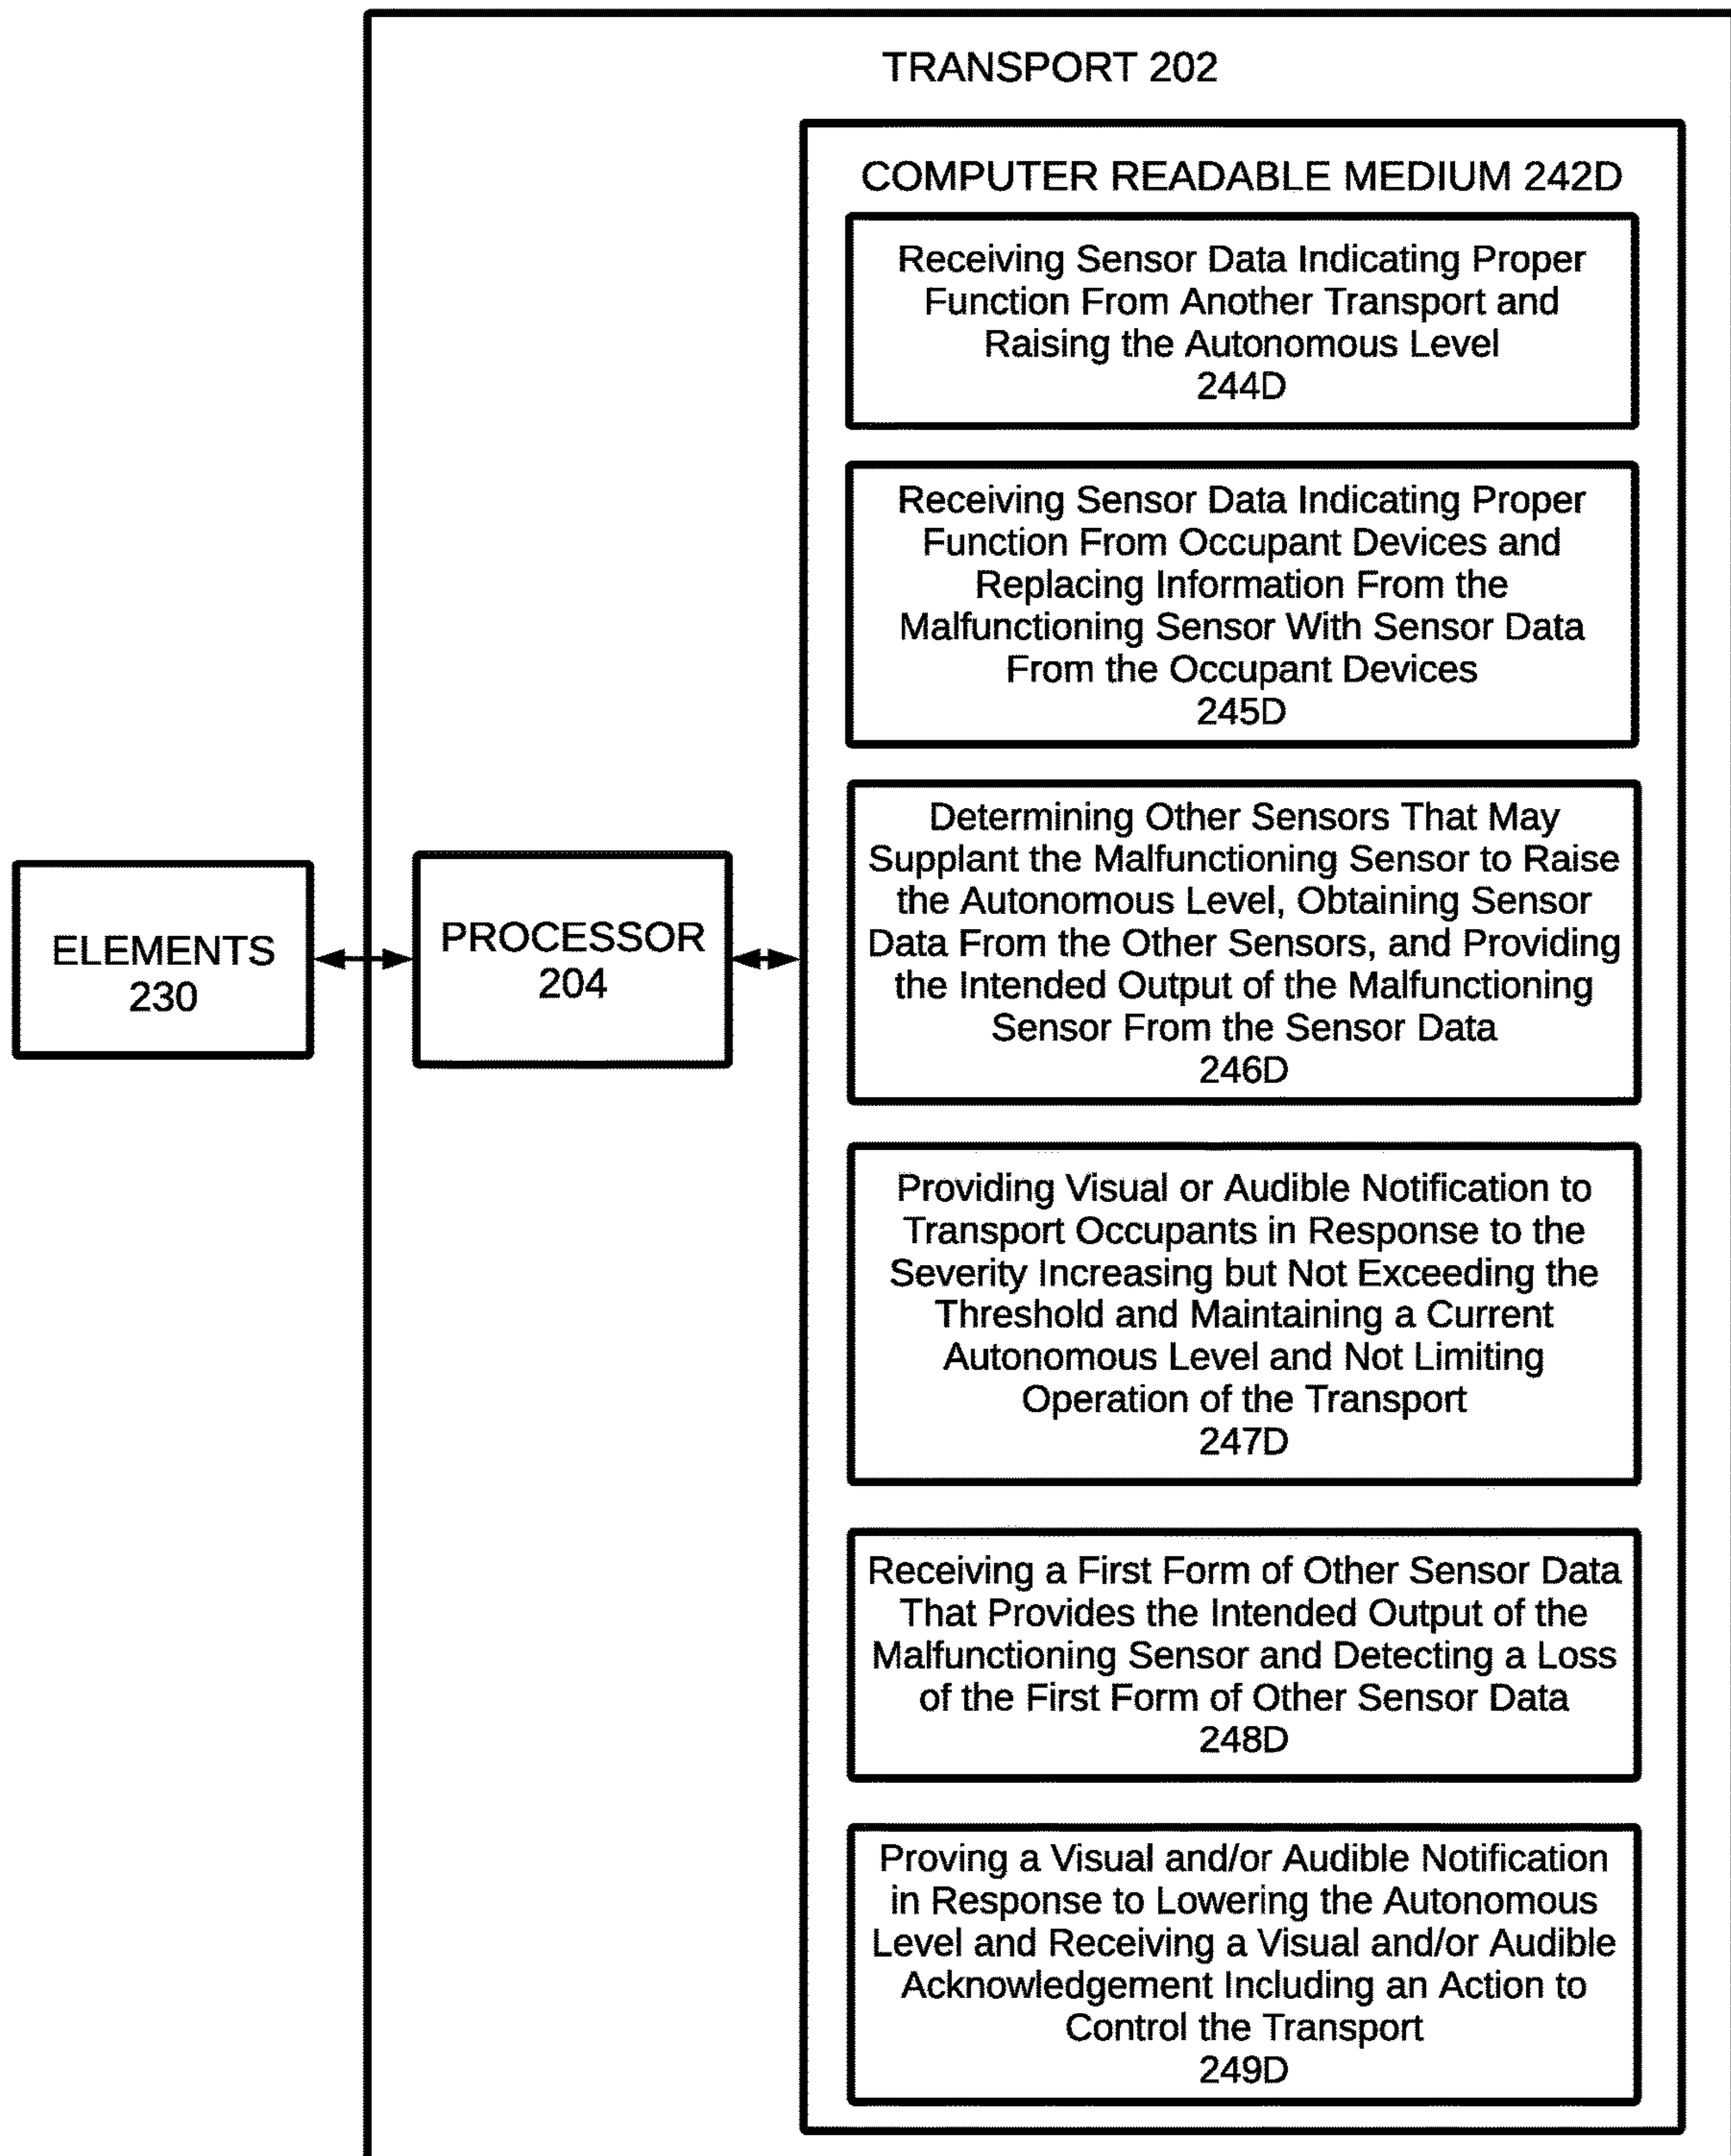 TRANSPORT 202
COMPUTER READABLE MEDIUM 242D
Receiving Sensor Data Indicating Proper
Function From Another Transport and
Raising the Autonomous Level
244D
Receiving Sensor Data Indicating Proper
Function From Occupant Devices and
Replacing Information From the
Malfunctioning Sensor With Sensor Data
From the Occupant Devices
245D
Determining Other Sensors That May
Supplant the Malfunctioning Sensor to Raise
the Autonomous Level, Obtaining Sensor
Data From the Other Sensors, and Providing
the Intended Output of the Malfunctioning
Sensor From the Sensor Data
246D
ELEMENTS
230
PROCESSOR
204
Providing Visual or Audible Notification to
Transport Occupants in Response to the
Severity Increasing but Not Exceeding the
Threshold and Maintaining a Current
Autonomous Level and Not Limiting
Operation of the Transport
247D
Receiving a First Form of Other Sensor Data
That Provides the Intended Output of the
Malfunctioning Sensor and Detecting a Loss
of the First Form of Other Sensor Data
248D
Proving a Visual and/or Audible Notification
in Response to Lowering the Autonomous
Level and Receiving a Visual and/or Audible
Acknowledgement Including an Action to
Control the Transport
249D